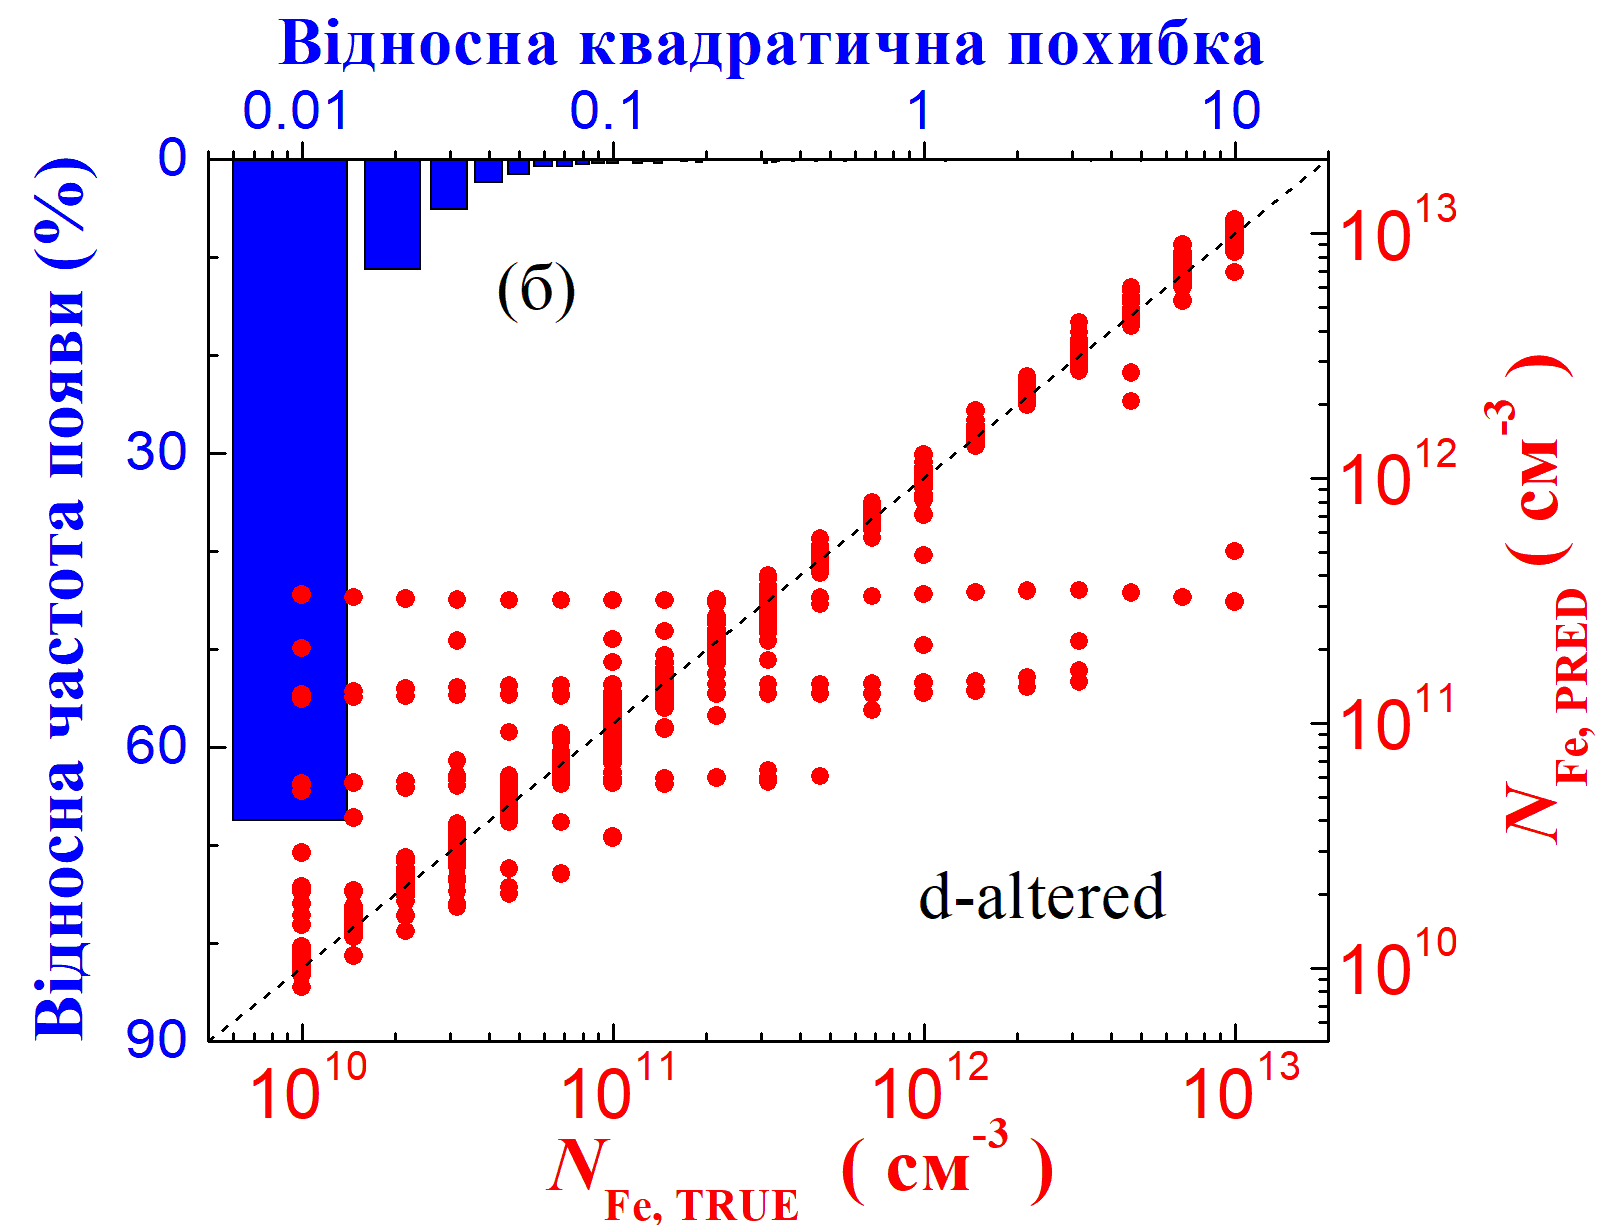 Відносна квадратична похибка
0.01 0.1 1 10
Відносна частота появи (%)
0
30
60
90
(б)
d-altered
10^13
10^12
10^11
10^10
N Fe, PRED ( см^-3 )
10^10 10^11 10^12 10^13
N Fe, TRUE ( см^-3 )